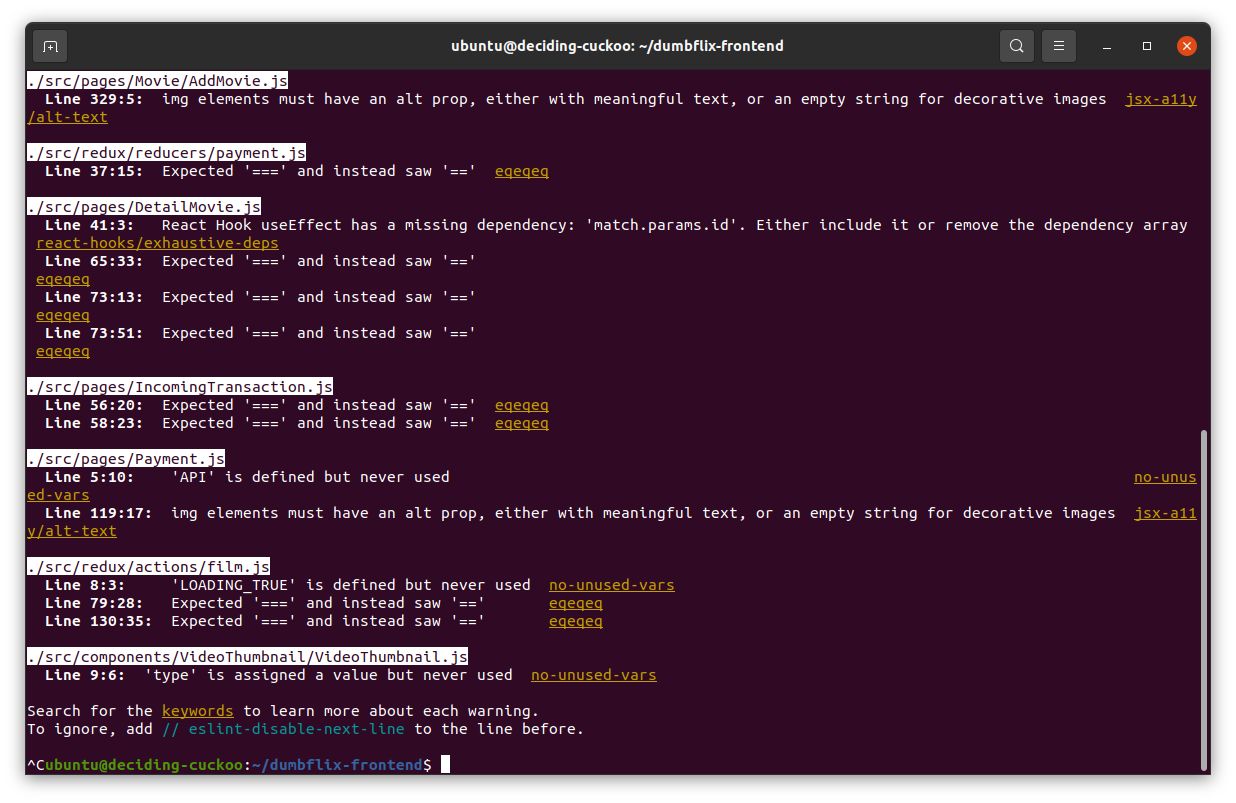 ubuntu@deciding-cuckoo: ~/dumbflix-frontend
./src/pages/Movie/AddMovie.js
Line 329:5:  img elements must have an alt prop, either with meaningful text, or an empty string for decorative images  jsx-a11y
/alt-text
./src/redux/reducers/payment.js
Line 37:15:  Expected '===' and instead saw '=='  eqeqeq
./src/pages/DetailMovie.js
Line 41:3:   React Hook useEffect has a missing dependency: 'match.params.id'. Either include it or remove the dependency array
react-hooks/exhaustive-deps
Line 65:33:  Expected '===' and instead saw '=='
eqeqeq
Line 73:13:  Expected '===' and instead saw '=='
eqeqeq
Line 73:51:  Expected '===' and instead saw '=='
eqeqeq
./src/pages/IncomingTransaction.js
Line 56:20:  Expected '===' and instead saw '=='  eqeqeq
Line 58:23:  Expected '===' and instead saw '=='  eqeqeq
./src/pages/Payment.js
Line 5:10:    'API' is defined but never used  no-unus
ed-vars
Line 119:17:  img elements must have an alt prop, either with meaningful text, or an empty string for decorative images  jsx-a11
y/alt-text
./src/redux/actions/film.js
Line 8:3:     'LOADING_TRUE' is defined but never used  no-unused-vars
Line 79:28:   Expected '===' and instead saw '=='       eqeqeq
Line 130:35:  Expected '===' and instead saw '=='       eqeqeq
./src/components/VideoThumbnail/VideoThumbnail.js
Line 9:6:  'type' is assigned a value but never used  no-unused-vars
Search for the keywords to learn more about each warning.
To ignore, add // eslint-disable-next-line to the line before.
^Cubuntu@deciding-cuckoo:~/dumbflix-frontend$